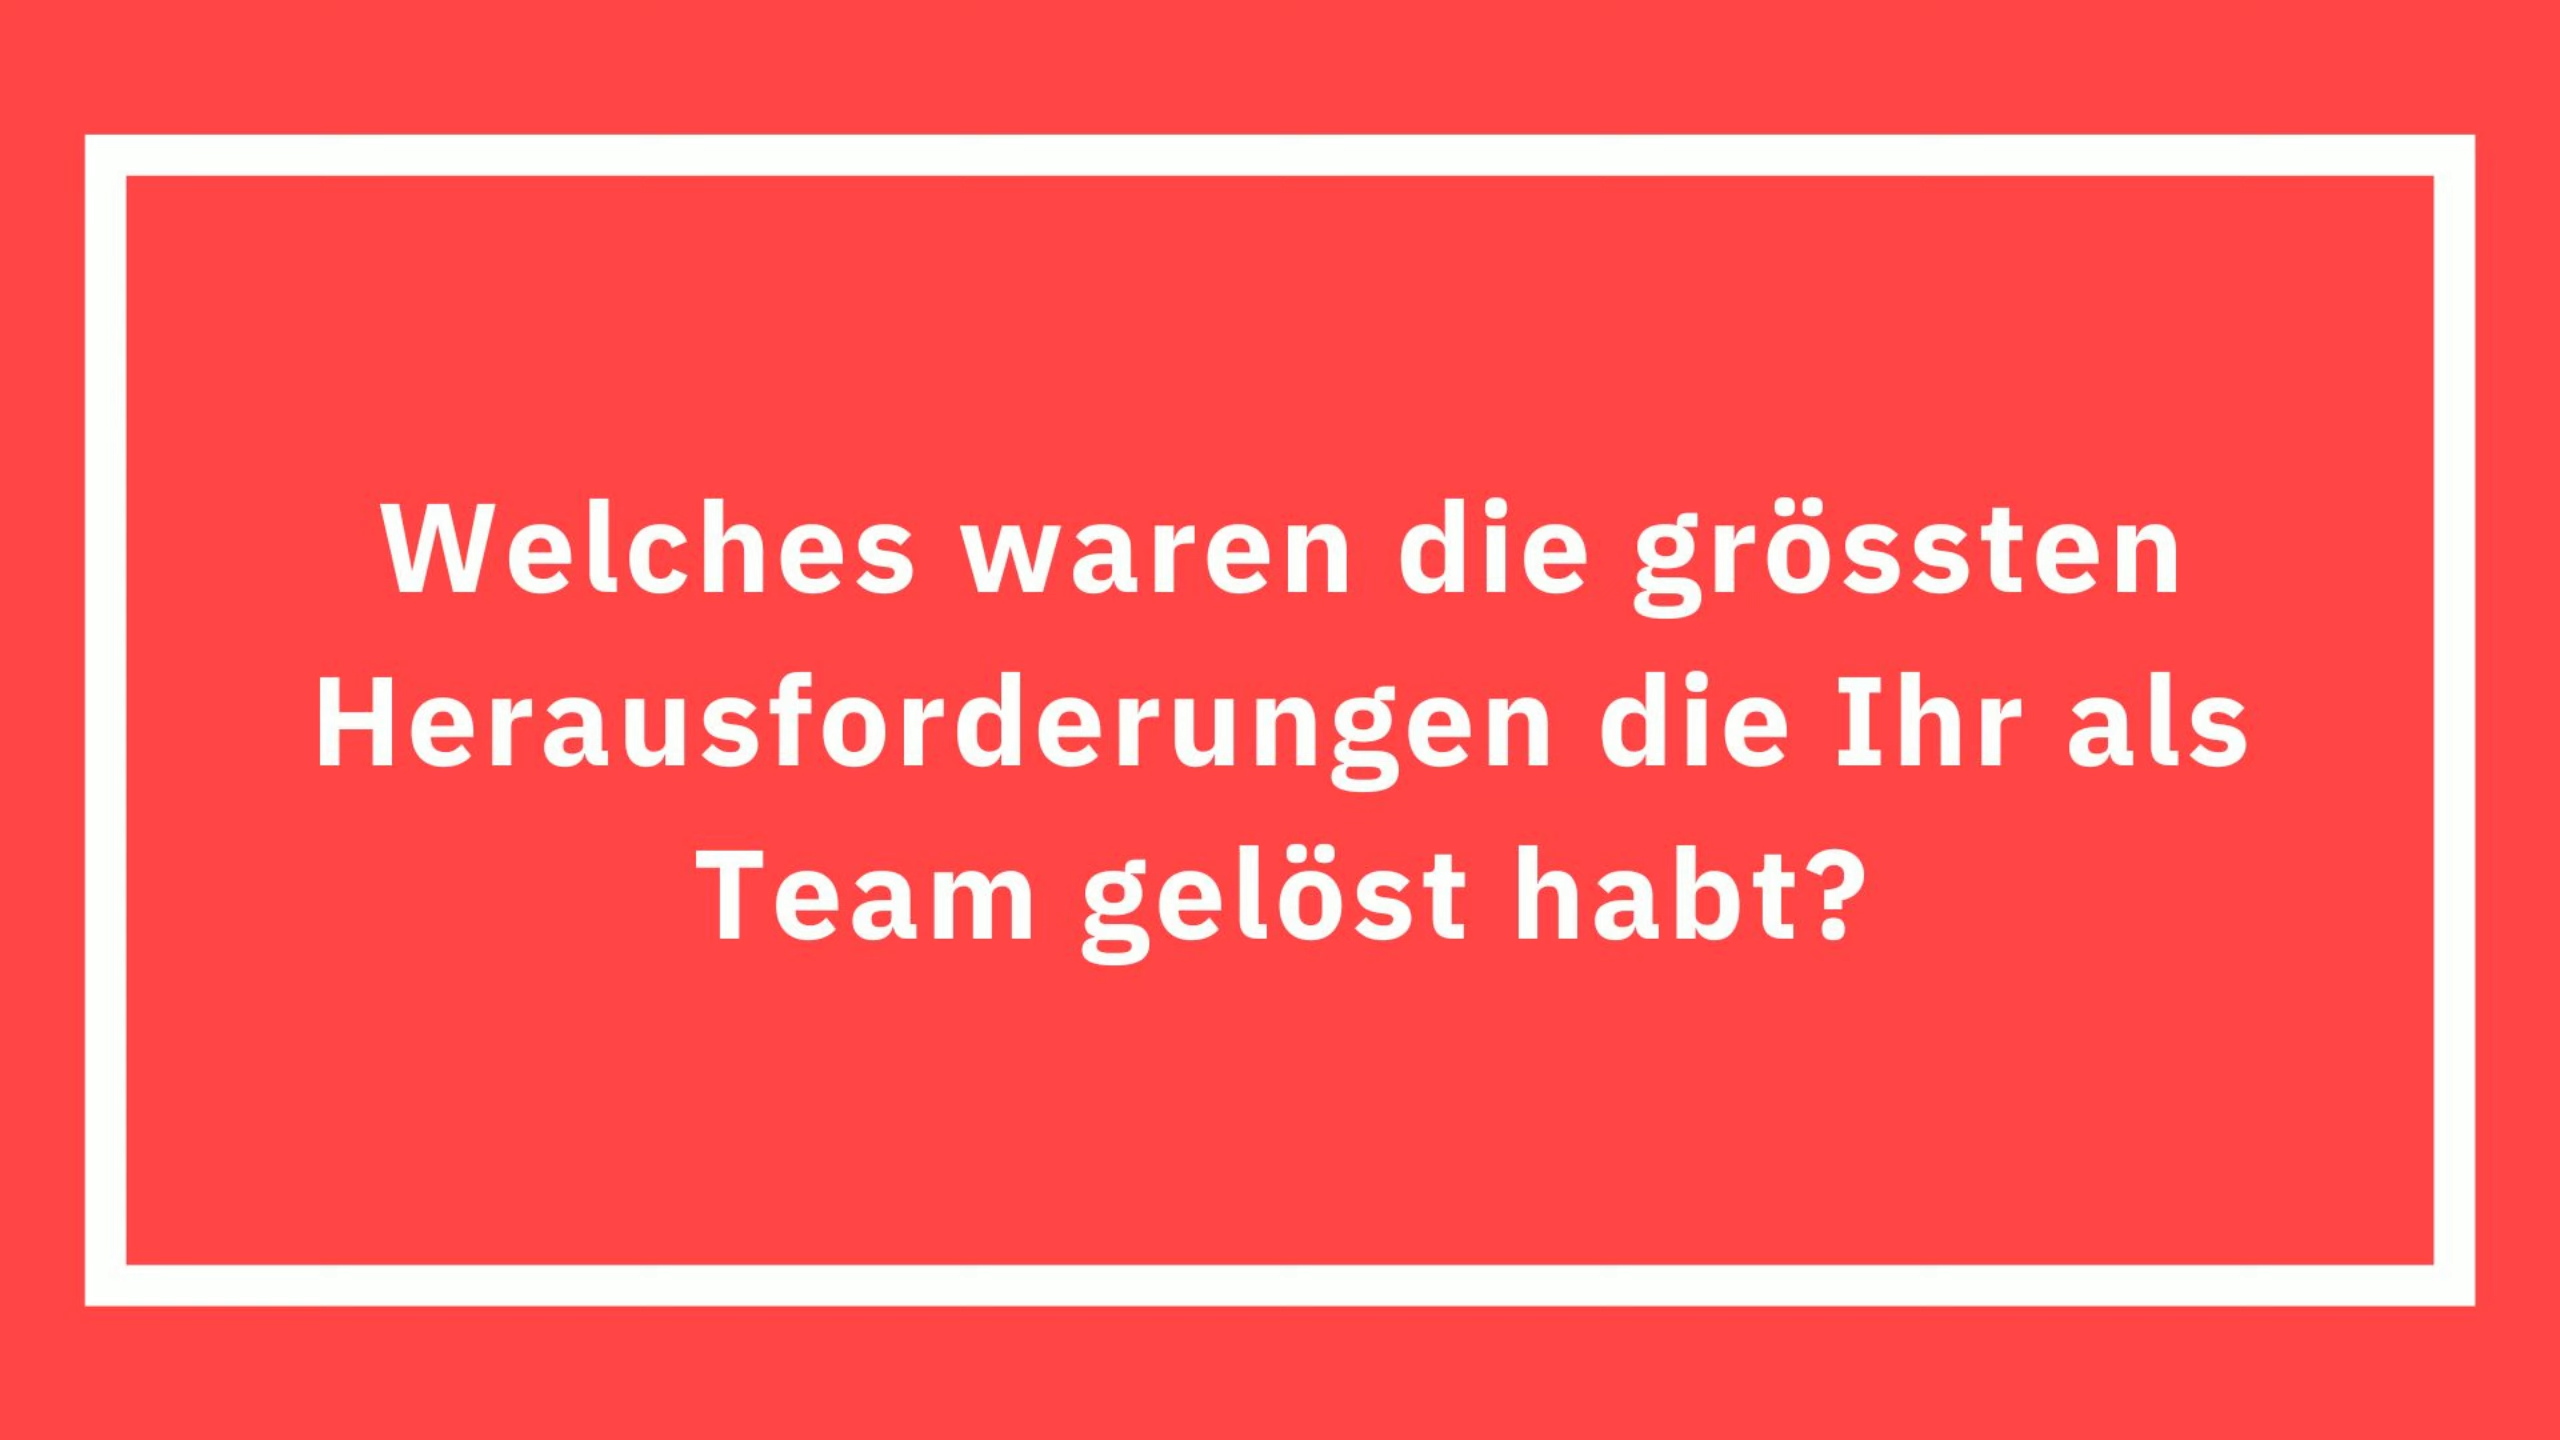 Welches waren die grössten
Herausforderungen die Ihr als
Team gelöst habt?